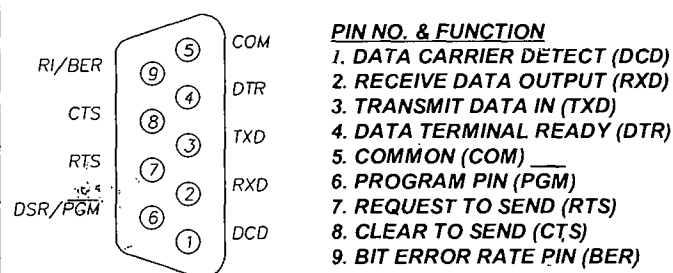 5 COM
RI/BER 9
4 DTR
CTS 8
3 TXD
RTS 7
2 RXD
DSR/PGM 6
1 DCD
PIN NO. & FUNCTION
1. DATA CARRIER DETECT (DCD)
2. RECEIVE DATA OUTPUT (RXD)
3. TRANSMIT DATA IN (TXD)
4. DATA TERMINAL READY (DTR)
5. COMMON (COM) ___
6. PROGRAM PIN (PGM)
7. REQUEST TO SEND (RTS)
8. CLEAR TO SEND (CTS)
9. BIT ERROR RATE PIN (BER)